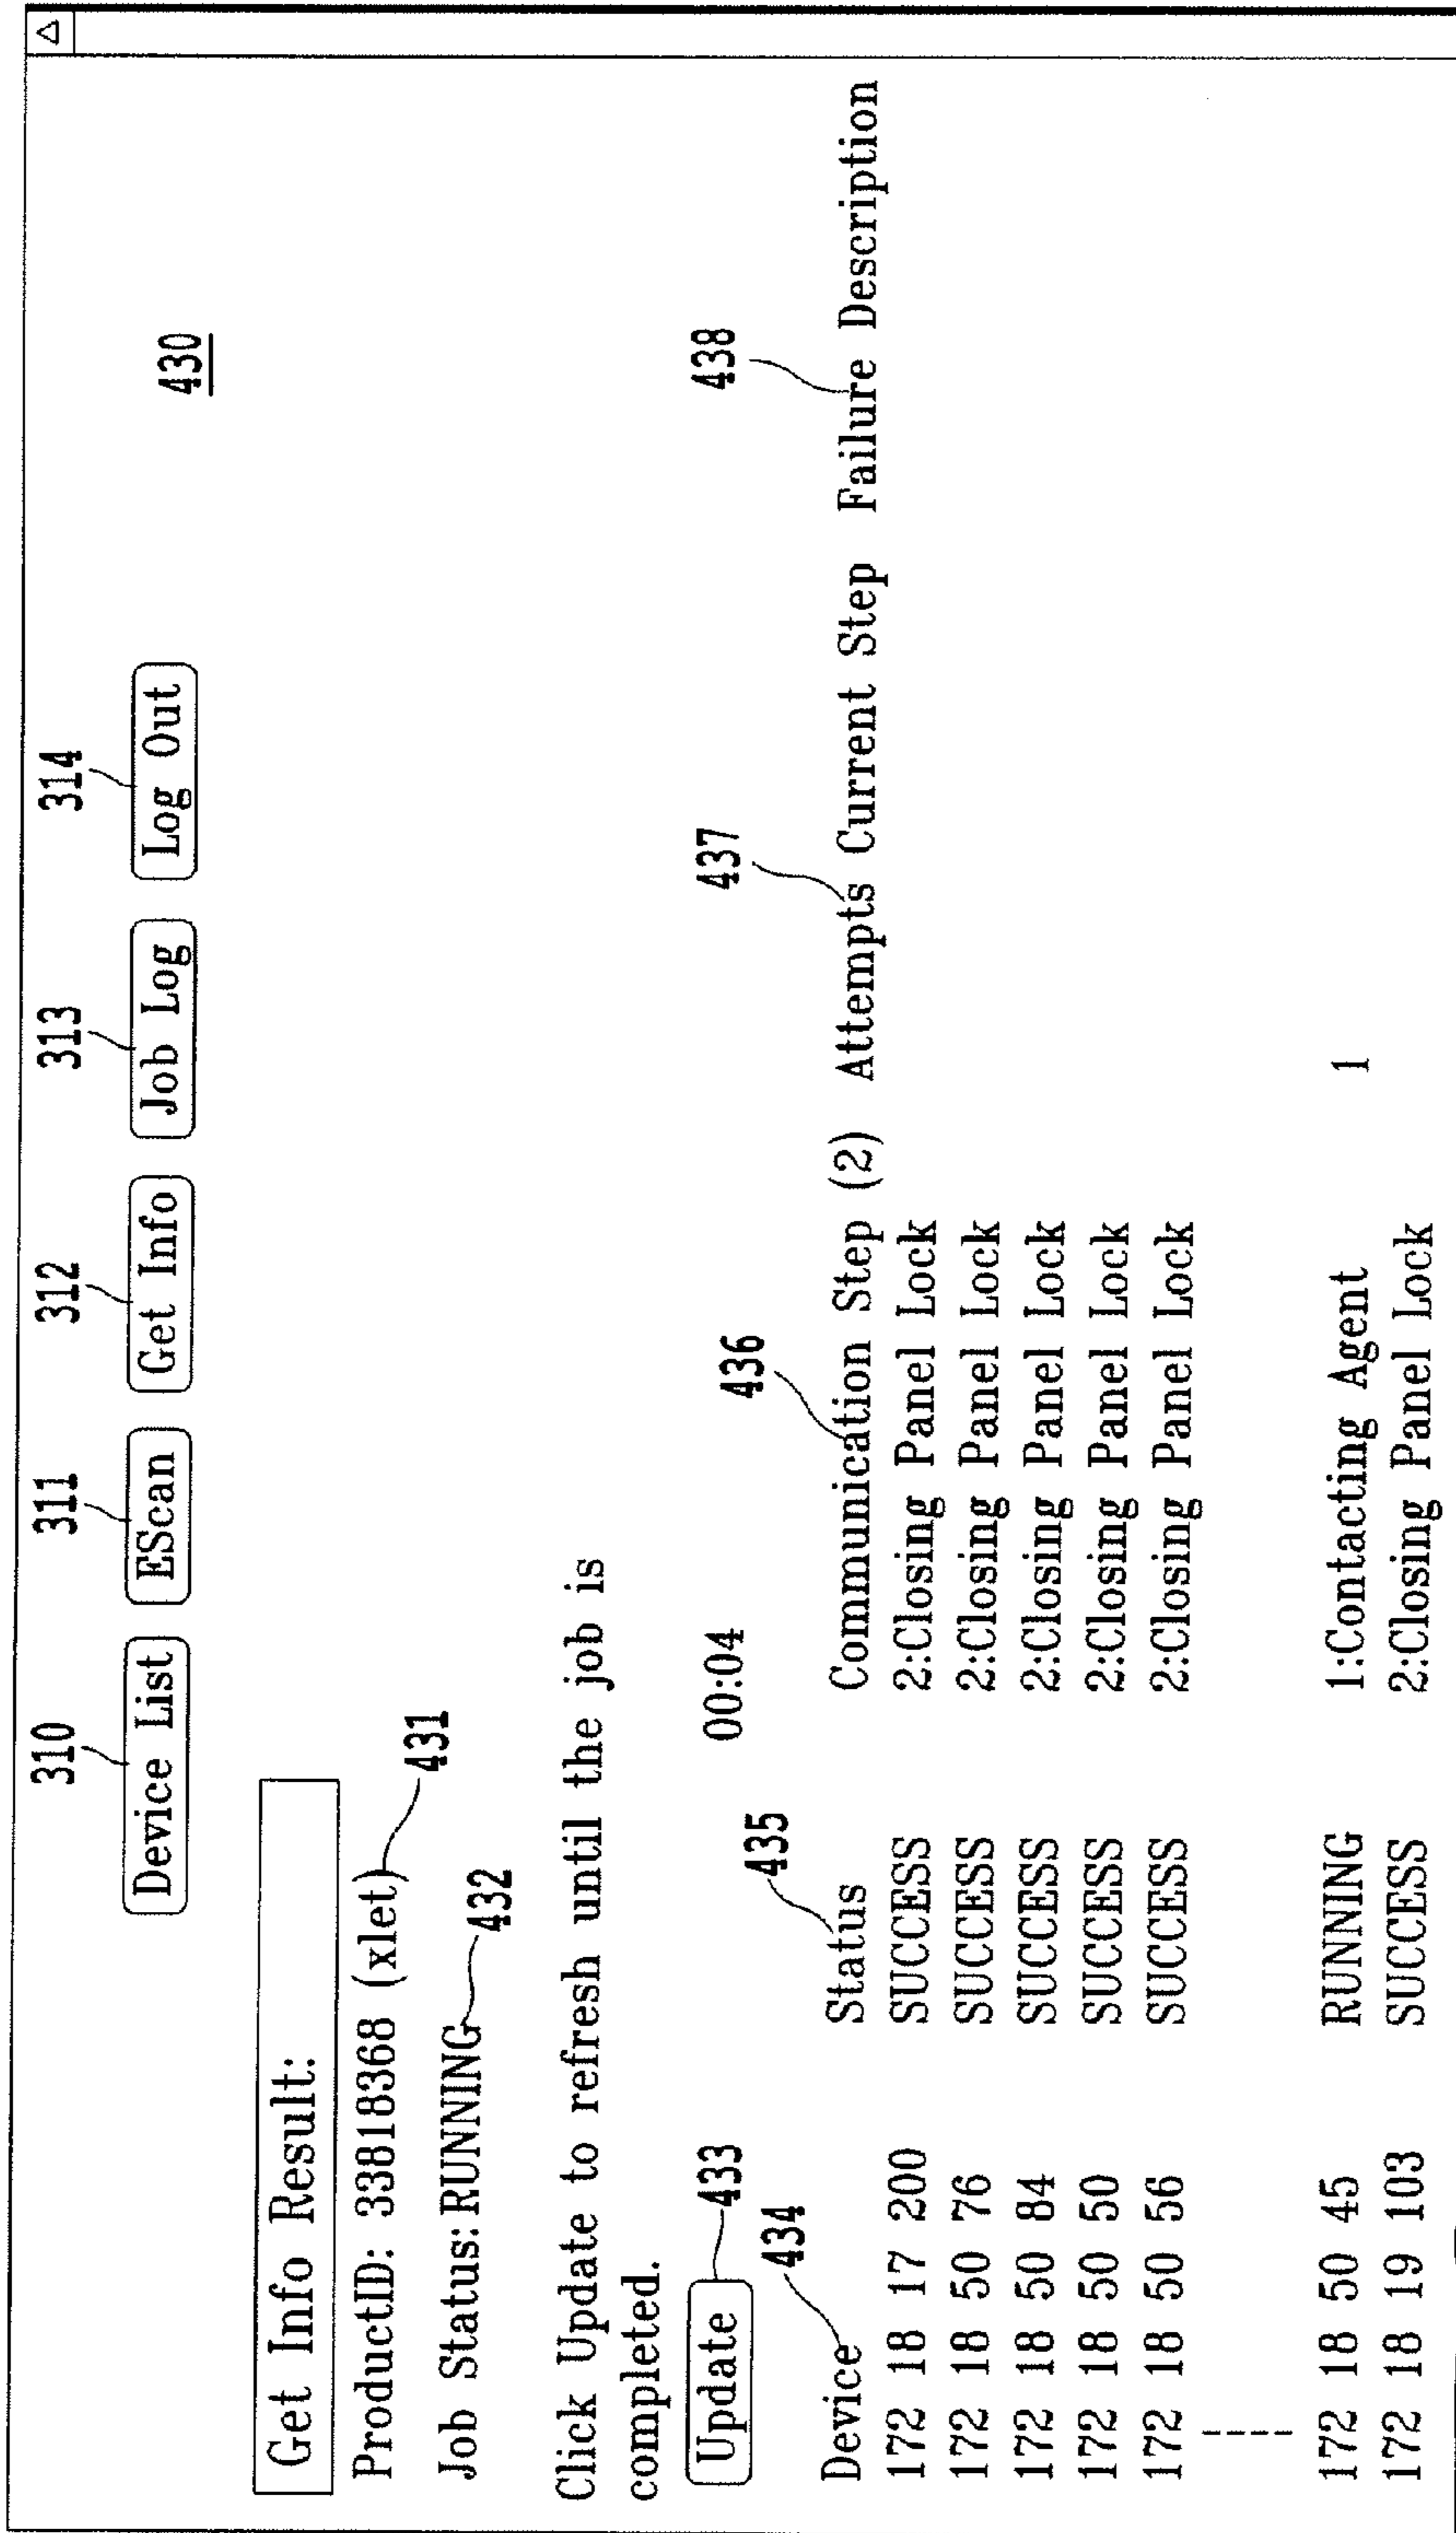 310 311 312 313 314
Device List EScan Get Info Job Log Log Out
430
Get Info Result:
ProductID: 33818368 (xlet) 431
Job Status:RUNNING 432
Click Update to refresh until the job is
completed.
Update 433 00:04
434 435 436 437 438
Device Status Communication Step (2) Attempts Current Step Failure Description
172 18 17 200 SUCCESS 2:Closing Panel Lock
172 18 50 76 SUCCESS 2:Closing Panel Lock
172 18 50 84 SUCCESS 2:Closing Panel Lock
172 18 50 50 SUCCESS 2:Closing Panel Lock
172 18 50 56 SUCCESS 2:Closing Panel Lock
172 18 50 45 RUNNING 1:Contacting Agent 1
172 18 19 103 SUCCESS 2:Closing Panel Lock